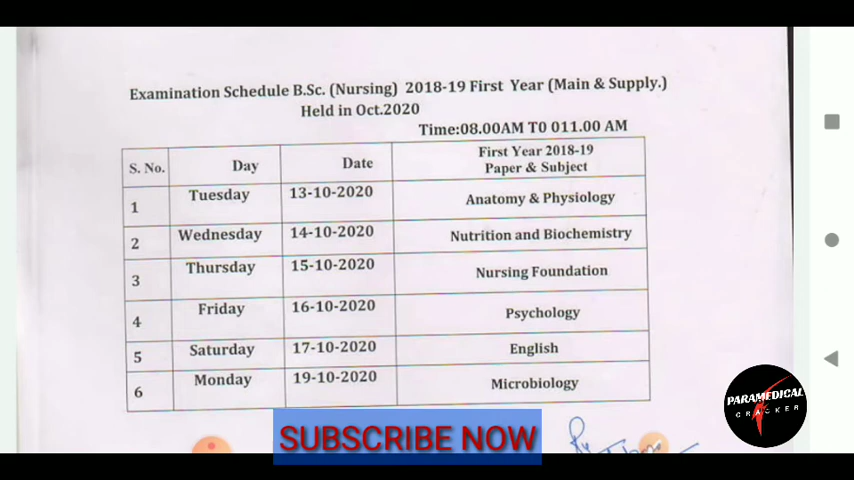 Examination Schedule B.Sc. (Nursing) 2018-19 First Year (Main & Supply.)
Held in Oct.2020
Time:08.00AM T0 011.00 AM
S. No. Day Date First Year 2018-19 Paper & Subject
1 Tuesday 13-10-2020 Anatomy & Physiology
2 Wednesday 14-10-2020 Nutrition and Biochemistry
3 Thursday 15-10-2020 Nursing Foundation
4 Friday 16-10-2020 Psychology
5 Saturday 17-10-2020 English
6 Monday 19-10-2020 Microbiology
PARAMEDICAL
CRACKER
SUBSCRIBE NOW